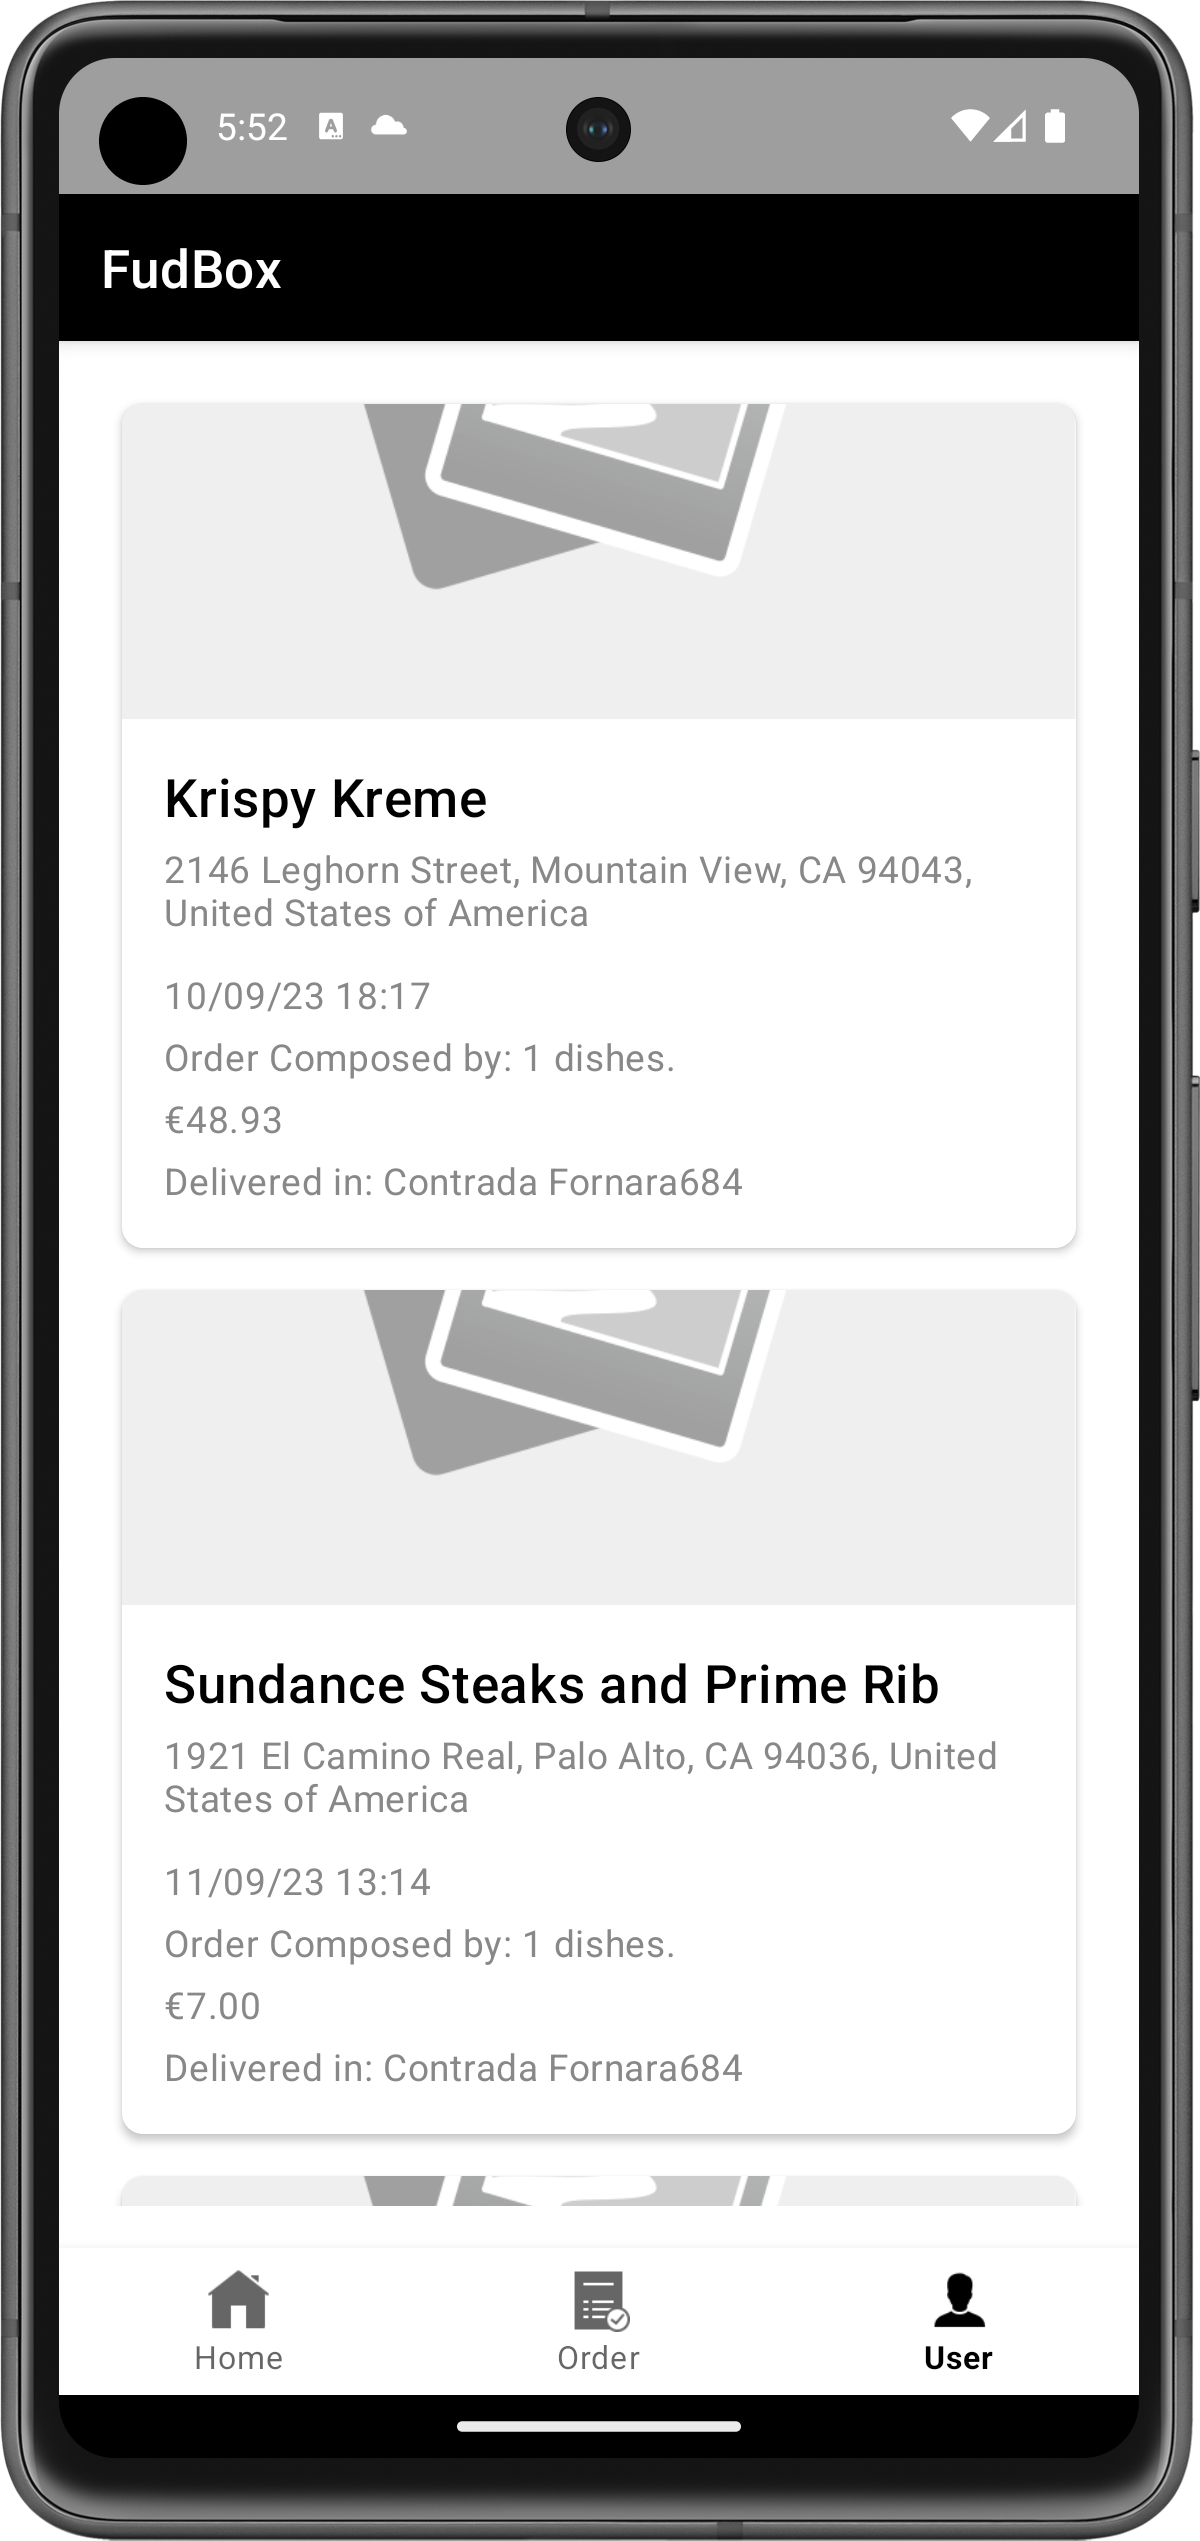 5:52
FudBox
Krispy Kreme
2146 Leghorn Street, Mountain View, CA 94043,
United States of America
10/09/23 18:17
Order Composed by: 1 dishes.
€48.93
Delivered in: Contrada Fornara684
Sundance Steaks and Prime Rib
1921 El Camino Real, Palo Alto, CA 94036, United
States of America
11/09/23 13:14
Order Composed by: 1 dishes.
€7.00
Delivered in: Contrada Fornara684
Home
Order
User